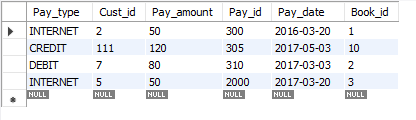 Pay_type Cust_id Pay_amount Pay_id Pay_date Book_id
INTERNET 2 50 300 2016-03-20 1
CREDIT 111 120 305 2017-05-03 10
DEBIT 7 80 310 2017-03-03 2
INTERNET 5 50 2000 2017-03-20 3
NULL NULL NULL NULL NULL NULL